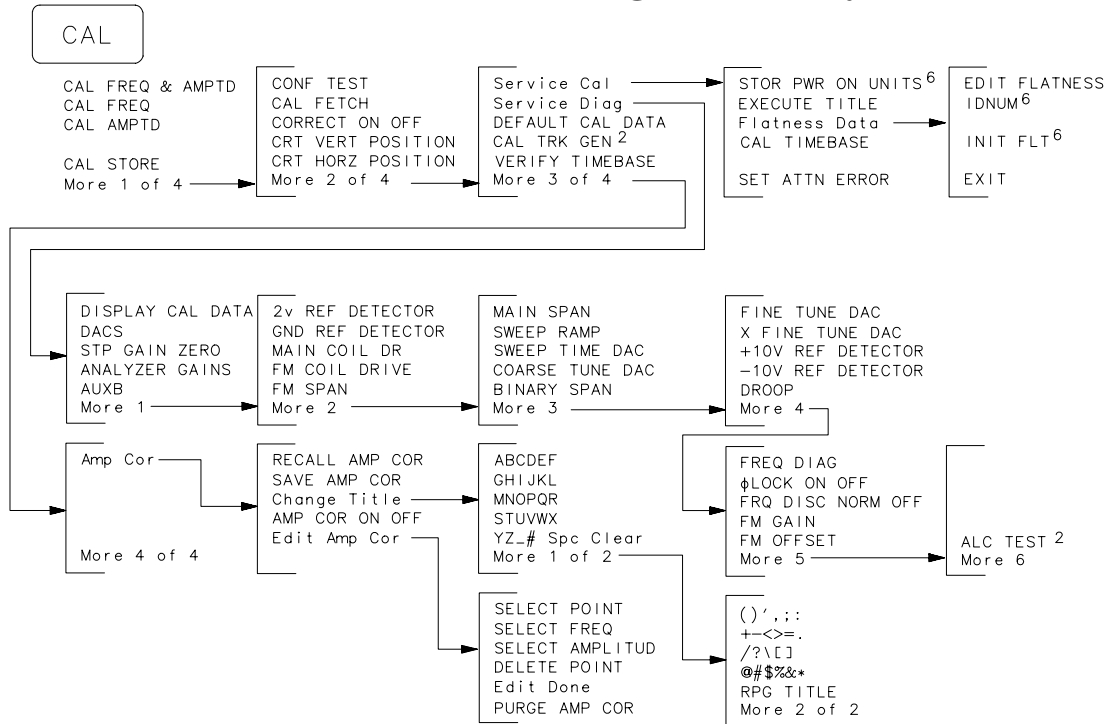 CAL
CAL FREQ & AMPTD
CAL FREQ
CAL AMPTD
CAL STORE
More 1 of 4
CONF TEST
CAL FETCH
CORRECT ON OFF
CRT VERT POSITION
CRT HORZ POSITION
More 2 of 4
Service Cal
Service Diag
DEFAULT CAL DATA
CAL TRK GEN 2
VERIFY TIMEBASE
More 3 of 4
STOR PWR ON UNITS 6
EXECUTE TITLE
Flatness Data
CAL TIMEBASE
SET ATTN ERROR
EDIT FLATNESS
IDNUM 6
INIT FLT 6
EXIT
DISPLAY CAL DATA
DACS
STP GAIN ZERO
ANALYZER GAINS
AUXB
More 1
2v REF DETECTOR
GND REF DETECTOR
MAIN COIL DR
FM COIL DRIVE
FM SPAN
More 2
MAIN SPAN
SWEEP RAMP
SWEEP TIME DAC
COARSE TUNE DAC
BINARY SPAN
More 3
FINE TUNE DAC
X FINE TUNE DAC
+10V REF DETECTOR
−10V REF DETECTOR
DROOP
More 4
Amp Cor
More 4 of 4
RECALL AMP COR
SAVE AMP COR
Change Title
AMP COR ON OFF
Edit Amp Cor
ABCDEF
GHIJKL
MNOPQR
STUVWX
YZ_# Spc Clear
More 1 of 2
FREQ DIAG
ϕLOCK ON OFF
FRQ DISC NORM OFF
FM GAIN
FM OFFSET
More 5
ALC TEST 2
More 6
SELECT POINT
SELECT FREQ
SELECT AMPLITUD
DELETE POINT
Edit Done
PURGE AMP COR
()′,;:
+−<>=.
/?\[]
@#$%&*
RPG TITLE
More 2 of 2